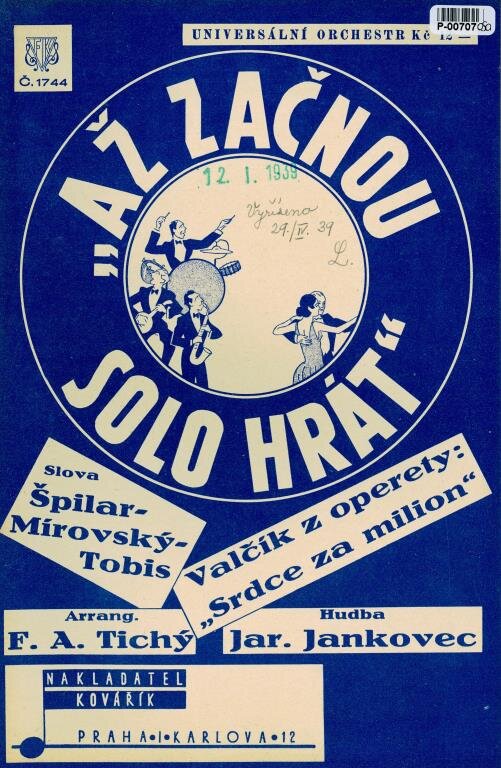 UNIVERSÁLNÍ ORCHESTR Kč 12 —
P-00707
Č. 1744
„AŽ ZAČNOU
12. I. 1939
Vyřízeno
29./IV. 39
L.
SOLO HRÁT“
Slova
Špilar-
Mírovský-
Tobis
Valčík z operety:
„Srdce za milion“
Arrang.
F. A. Tichý
Hudba
Jar. Jankovec
NAKLADATEL
KOVÁŘÍK
PRAHA•I•KARLOVA•12